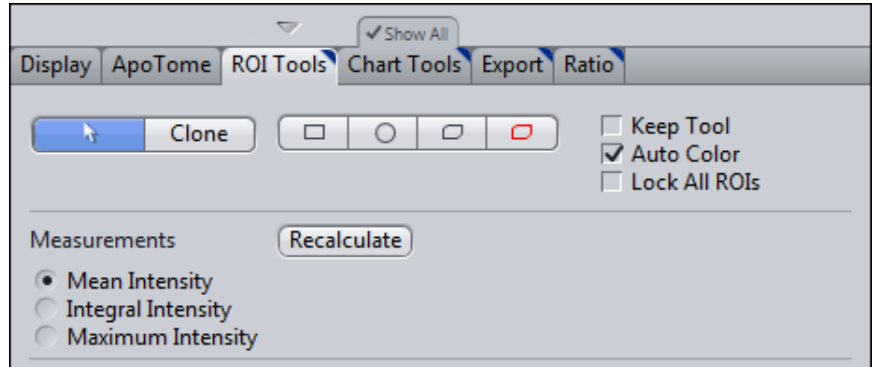 Show All
Display ApoTome ROI Tools Chart Tools Export Ratio
Clone
Keep Tool
Auto Color
Lock All ROIs
Measurements Recalculate
Mean Intensity
Integral Intensity
Maximum Intensity